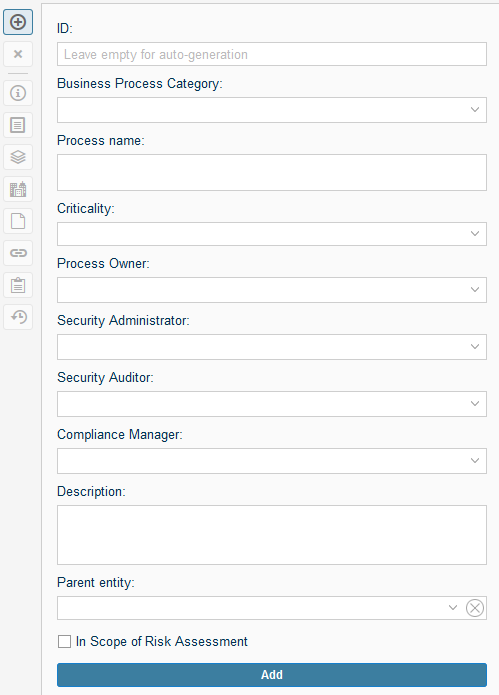 ID:
Leave empty for auto-generation
Business Process Category:
Process name:
Criticality:
Process Owner:
Security Administrator:
Security Auditor:
Compliance Manager:
Description:
Parent entity:
In Scope of Risk Assessment
Add